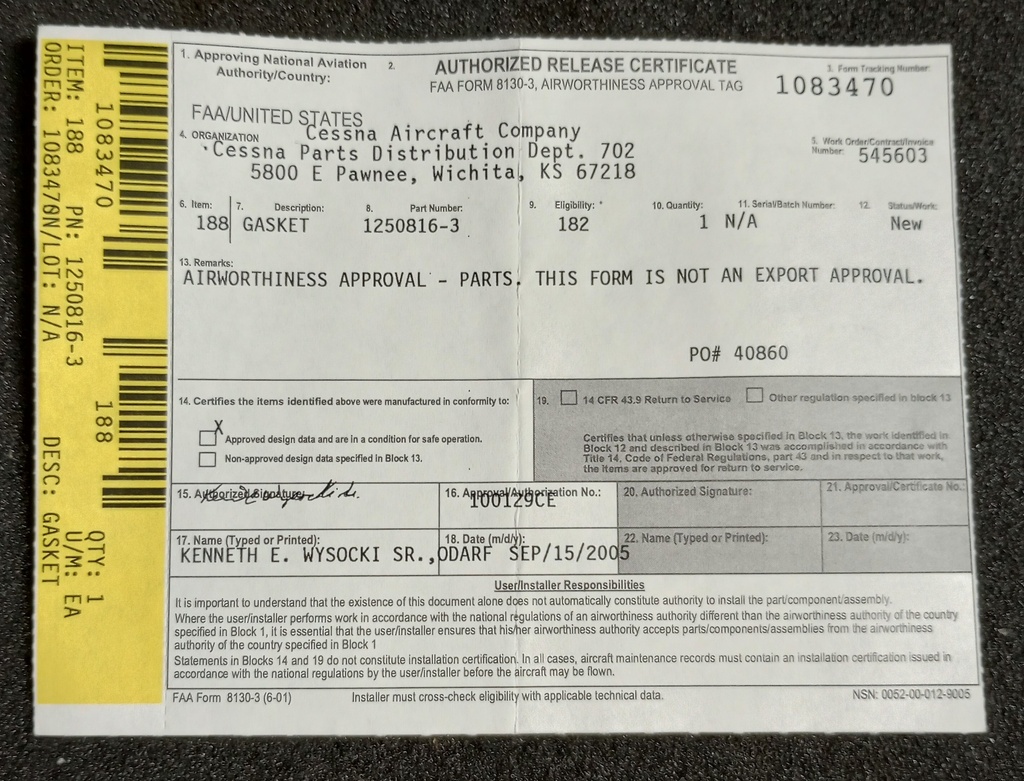 1. Approving National Aviation
Authority/Country:
2.
AUTHORIZED RELEASE CERTIFICATE
FAA FORM 8130-3, AIRWORTHINESS APPROVAL TAG
3. Form Tracking Number:
1083470
FAA/UNITED STATES
4. ORGANIZATION Cessna Aircraft Company
Cessna Parts Distribution Dept. 702
5800 E Pawnee, Wichita, KS 67218
5. Work Order/Contract/Invoice
Number: 545603
6. Item: 7. Description: 8. Part Number: 9. Eligibility: * 10. Quantity: 11. Serial/Batch Number: 12. Status/Work:
188 GASKET 1250816-3 182 1 N/A New
13. Remarks:
AIRWORTHINESS APPROVAL - PARTS. THIS FORM IS NOT AN EXPORT APPROVAL.
PO# 40860
14. Certifies the items identified above were manufactured in conformity to:
X Approved design data and are in a condition for safe operation.
Non-approved design data specified in Block 13.
19. 14 CFR 43.9 Return to Service Other regulation specified in block 13
Certifies that unless otherwise specified in Block 13, the work identified in
Block 12 and described in Block 13 was accomplished in accordance with
Title 14, Code of Federal Regulations, part 43 and in respect to that work,
the items are approved for return to service.
15. Authorized Signature:
16. Approval/Authorization No.:
100129CE
20. Authorized Signature:
21. Approval/Certificate No.:
17. Name (Typed or Printed):
KENNETH E. WYSOCKI SR.,ODARF
18. Date (m/d/y):
SEP/15/2005
22. Name (Typed or Printed):
23. Date (m/d/y):
User/Installer Responsibilities
It is important to understand that the existence of this document alone does not automatically constitute authority to install the part/component/assembly.
Where the user/installer performs work in accordance with the national regulations of an airworthiness authority different than the airworthiness authority of the country
specified in Block 1, it is essential that the user/installer ensures that his/her airworthiness authority accepts parts/components/assemblies from the airworthiness
authority of the country specified in Block 1
Statements in Blocks 14 and 19 do not constitute installation certification. In all cases, aircraft maintenance records must contain an installation certification issued in
accordance with the national regulations by the user/installer before the aircraft may be flown.
FAA Form 8130-3 (6-01) Installer must cross-check eligibility with applicable technical data. NSN: 0052-00-012-9005
1083470 188 QTY: 1
ITEM: 188 PN: 1250816-3 U/M: EA
ORDER: 1083470N/LOT: N/A DESC: GASKET